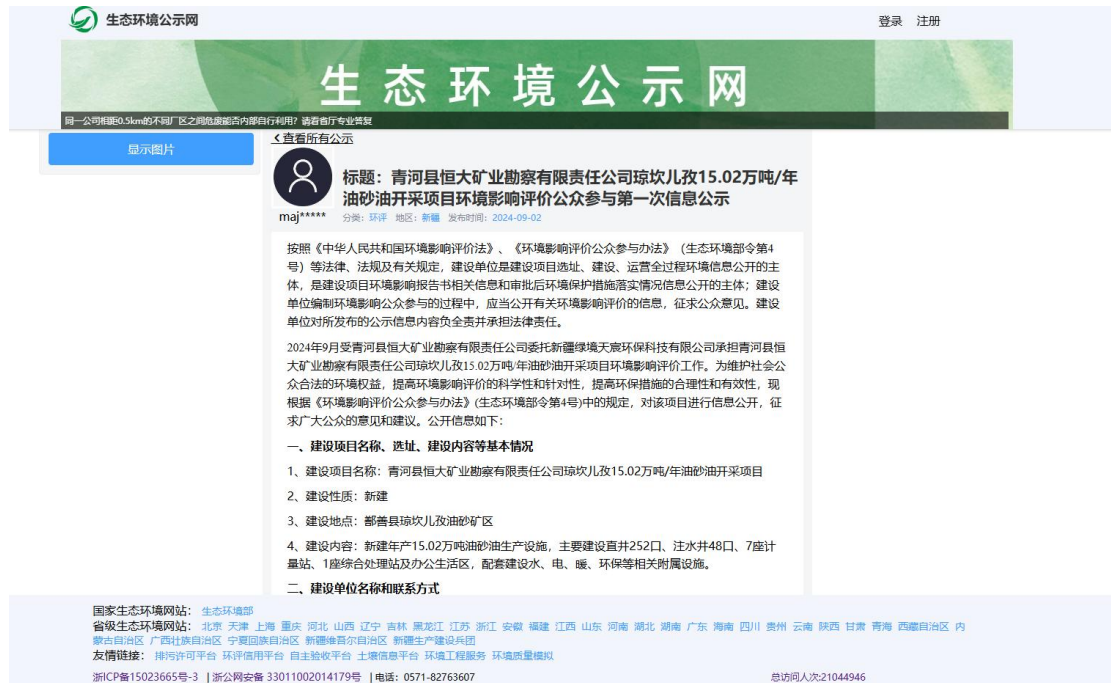 生态环境公示网
登录 注册
生态环境公示网
同一公司相距0.5km的不同厂区之间危废能否内部自行利用？请看省厅专业答复
显示图片
查看所有公示
标题：青河县恒大矿业勘察有限责任公司琼坎儿孜15.02万吨/年
油砂油开采项目环境影响评价公众参与第一次信息公示
maj*****
分类：环评 地区：新疆 发布时间：2024-09-02
按照《中华人民共和国环境影响评价法》、《环境影响评价公众参与办法》（生态环境部令第4
号）等法律、法规及有关规定，建设单位是建设项目选址、建设、运营全过程环境信息公开的主
体，是建设项目环境影响报告书相关信息和审批后环境保护措施落实情况信息公开的主体；建设
单位编制环境影响公众参与的过程中，应当公开有关环境影响评价的信息，征求公众意见。建设
单位对所发布的公示信息内容负全责并承担法律责任。
2024年9月受青河县恒大矿业勘察有限责任公司委托新疆绿境天宸环保科技有限公司承担青河县恒
大矿业勘察有限责任公司琼坎儿孜15.02万吨/年油砂油开采项目环境影响评价工作。为维护社会公
众合法的环境权益，提高环境影响评价的科学性和针对性，提高环保措施的合理性和有效性，现
根据《环境影响评价公众参与办法》(生态环境部令第4号)中的规定，对该项目进行信息公开，征
求广大公众的意见和建议。公开信息如下：
一、建设项目名称、选址、建设内容等基本情况
1、建设项目名称：青河县恒大矿业勘察有限责任公司琼坎儿孜15.02万吨/年油砂油开采项目
2、建设性质：新建
3、建设地点：鄯善县琼坎儿孜油砂矿区
4、建设内容：新建年产15.02万吨油砂油生产设施，主要建设直井252口、注水井48口、7座计
量站、1座综合处理站及办公生活区，配套建设水、电、暖、环保等相关附属设施。
二、建设单位名称和联系方式
国家生态环境网站： 生态环境部
省级生态环境网站： 北京 天津 上海 重庆 河北 山西 辽宁 吉林 黑龙江 江苏 浙江 安徽 福建 江西 山东 河南 湖北 湖南 广东 海南 四川 贵州 云南 陕西 甘肃 青海 西藏自治区 内
蒙古自治区 广西壮族自治区 宁夏回族自治区 新疆维吾尔自治区 新疆生产建设兵团
友情链接： 排污许可平台 环评信用平台 自主验收平台 土壤信息平台 环境工程服务 环境质量模拟
浙ICP备15023665号-3 |浙公网安备 33011002014179号 |电话：0571-82763607 总访问人次:21044946